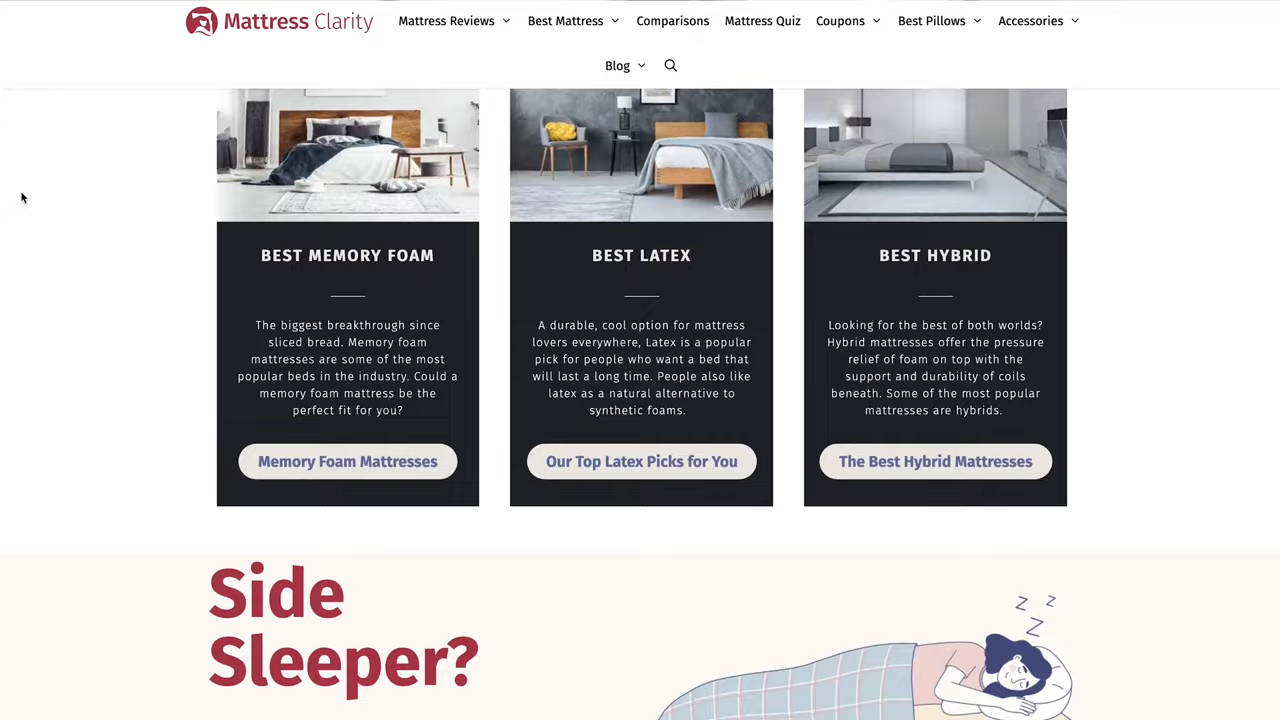 Mattress Clarity
Mattress Reviews
Best Mattress
Comparisons
Mattress Quiz
Coupons
Best Pillows
Accessories
Blog
BEST MEMORY FOAM
The biggest breakthrough since
sliced bread. Memory foam
mattresses are some of the most
popular beds in the industry. Could a
memory foam mattress be the
perfect fit for you?
Memory Foam Mattresses
BEST LATEX
A durable, cool option for mattress
lovers everywhere, Latex is a popular
pick for people who want a bed that
will last a long time. People also like
latex as a natural alternative to
synthetic foams.
Our Top Latex Picks for You
BEST HYBRID
Looking for the best of both worlds?
Hybrid mattresses offer the pressure
relief of foam on top with the
support and durability of coils
beneath. Some of the most popular
mattresses are hybrids.
The Best Hybrid Mattresses
Side
Sleeper?
Z Z
Z